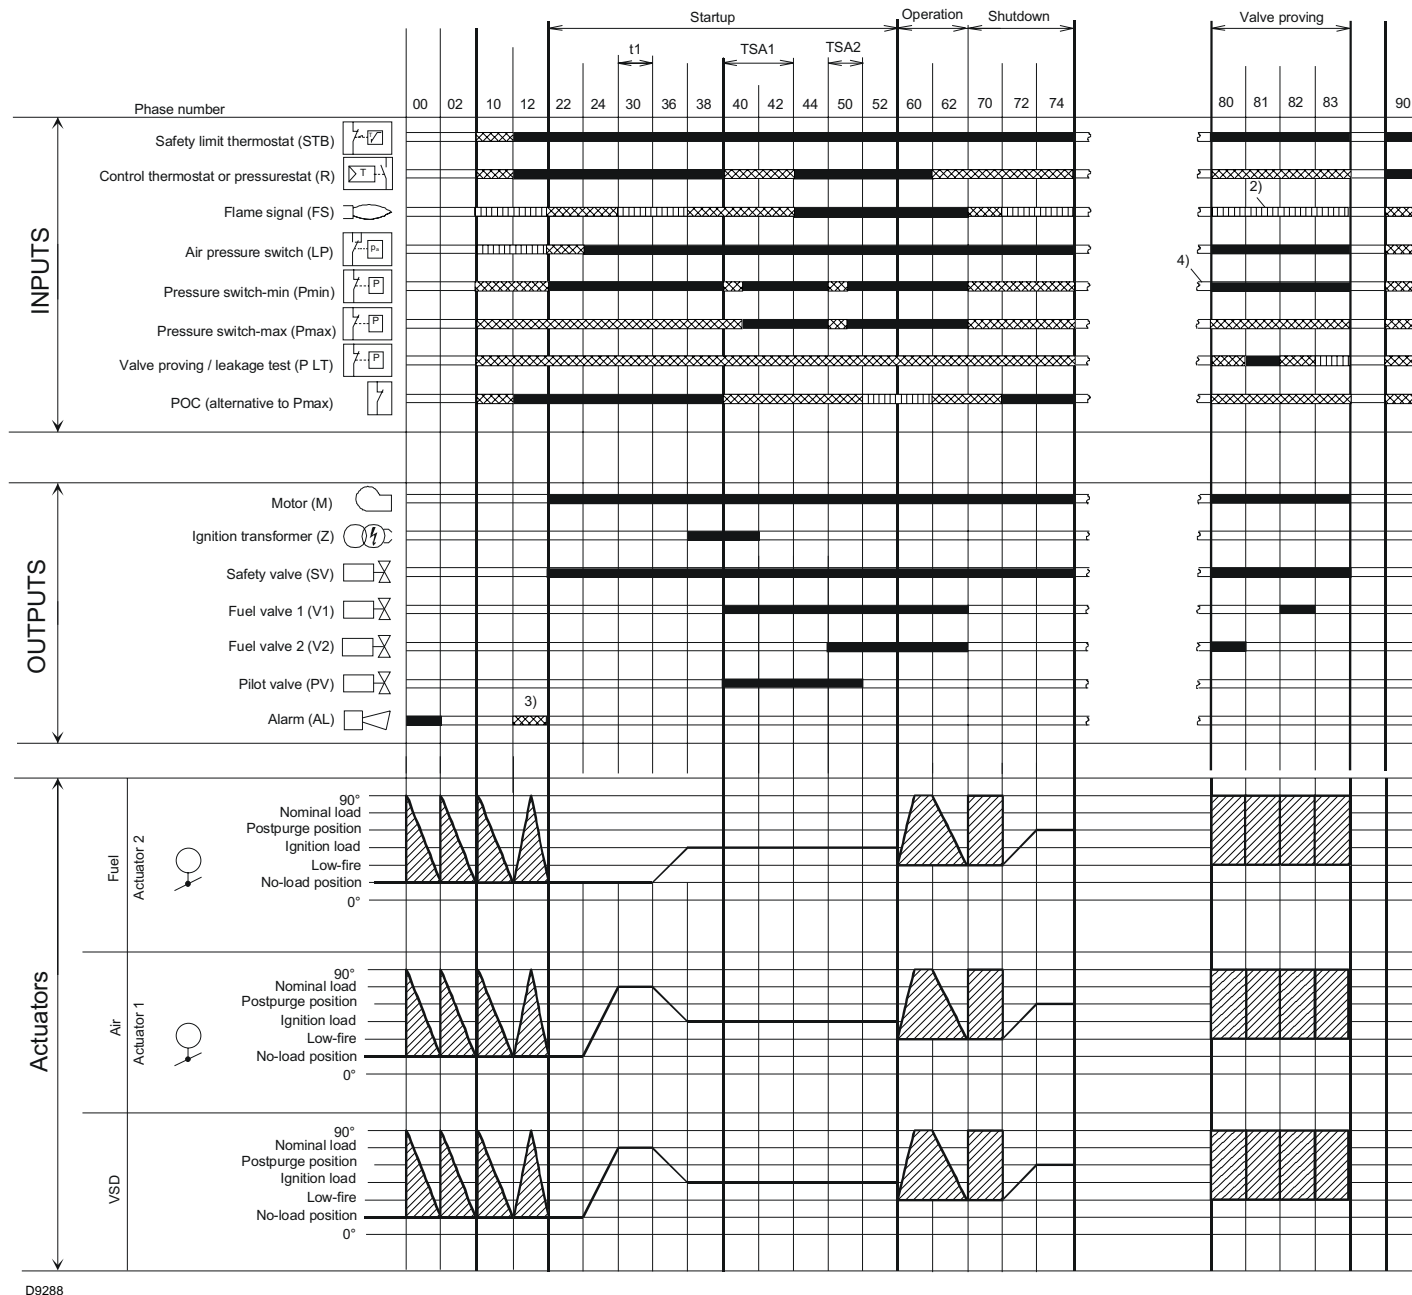 Startup Operation Shutdown Valve proving
t1 TSA1 TSA2
Phase number 00 02 10 12 22 24 30 36 38 40 42 44 50 52 60 62 70 72 74 80 81 82 83 90
INPUTS
Safety limit thermostat (STB)
Control thermostat or pressurestat (R) T
2)
Flame signal (FS)
Air pressure switch (LP)
4)
Pressure switch-min (Pmin) P
Pressure switch-max (Pmax) P
Valve proving / leakage test (P LT) P
POC (alternative to Pmax)
OUTPUTS
Motor (M)
Ignition transformer (Z)
Safety valve (SV)
Fuel valve 1 (V1)
Fuel valve 2 (V2)
Pilot valve (PV)
3)
Alarm (AL)
Actuators
Fuel
Actuator 2
90°
Nominal load
Postpurge position
Ignition load
Low-fire
No-load position
0°
Air
Actuator 1
90°
Nominal load
Postpurge position
Ignition load
Low-fire
No-load position
0°
VSD
90°
Nominal load
Postpurge position
Ignition load
Low-fire
No-load position
0°
D9288